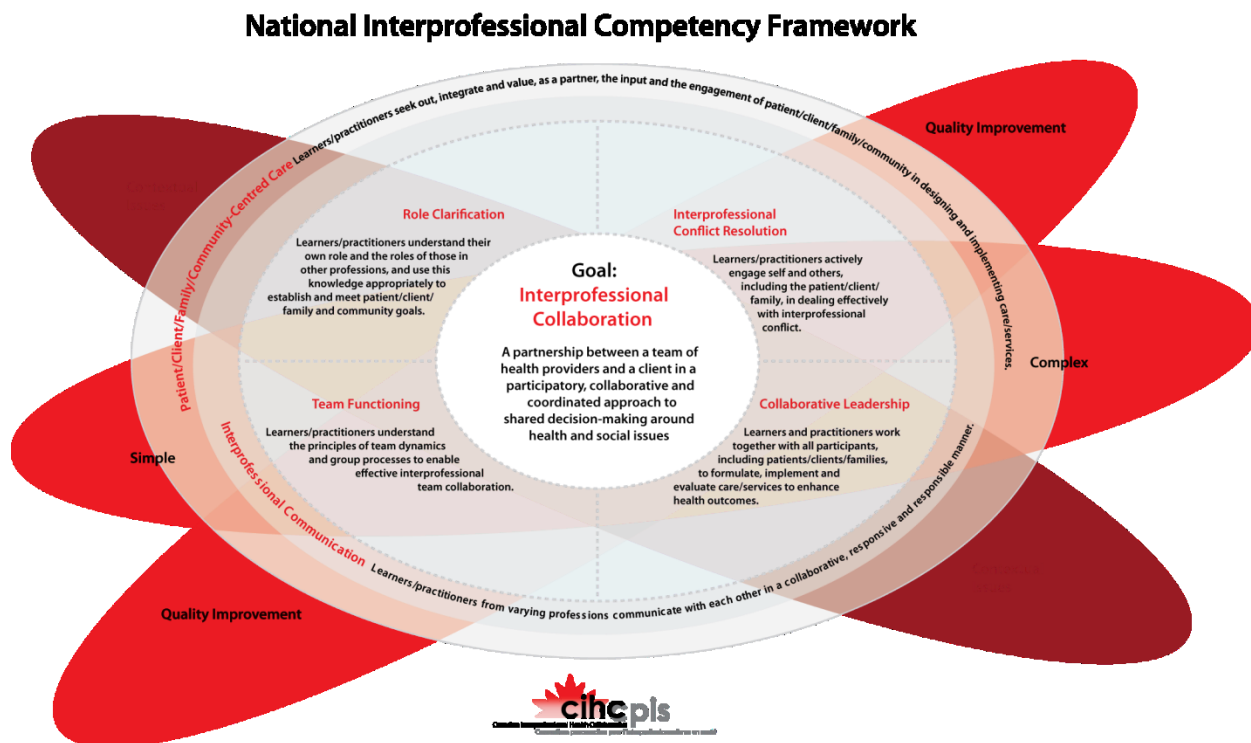 National Interprofessional Competency Framework
Patient/Client/Family/Community-Centred Care Learners/practitioners seek out, integrate and value, as a partner, the input and the engagement of patient/client/family/community in designing and implementing care/services.
Quality Improvement
Contextual
Issues
Role Clarification
Learners/practitioners understand their
own role and the roles of those in
other professions, and use this
knowledge appropriately to
establish and meet patient/client/
family and community goals.
Interprofessional
Conflict Resolution
Learners/practitioners actively
engage self and others,
including the patient/client/
family, in dealing effectively
with interprofessional
conflict.
Goal:
Interprofessional
Collaboration
A partnership between a team of
health providers and a client in a
participatory, collaborative and
coordinated approach to
shared decision-making around
health and social issues
Complex
Team Functioning
Learners/practitioners understand
the principles of team dynamics
and group processes to enable
effective interprofessional
team collaboration.
Collaborative Leadership
Learners and practitioners work
together with all participants,
including patients/clients/families,
to formulate, implement and
evaluate care/services to enhance
health outcomes.
Simple
Interprofessional Communication Learners/practitioners from varying professions communicate with each other in a collaborative, responsive and responsible manner.
Contextual
Issues
Quality Improvement
cihc cpis
Canadian Interprofessional Health Collaborative